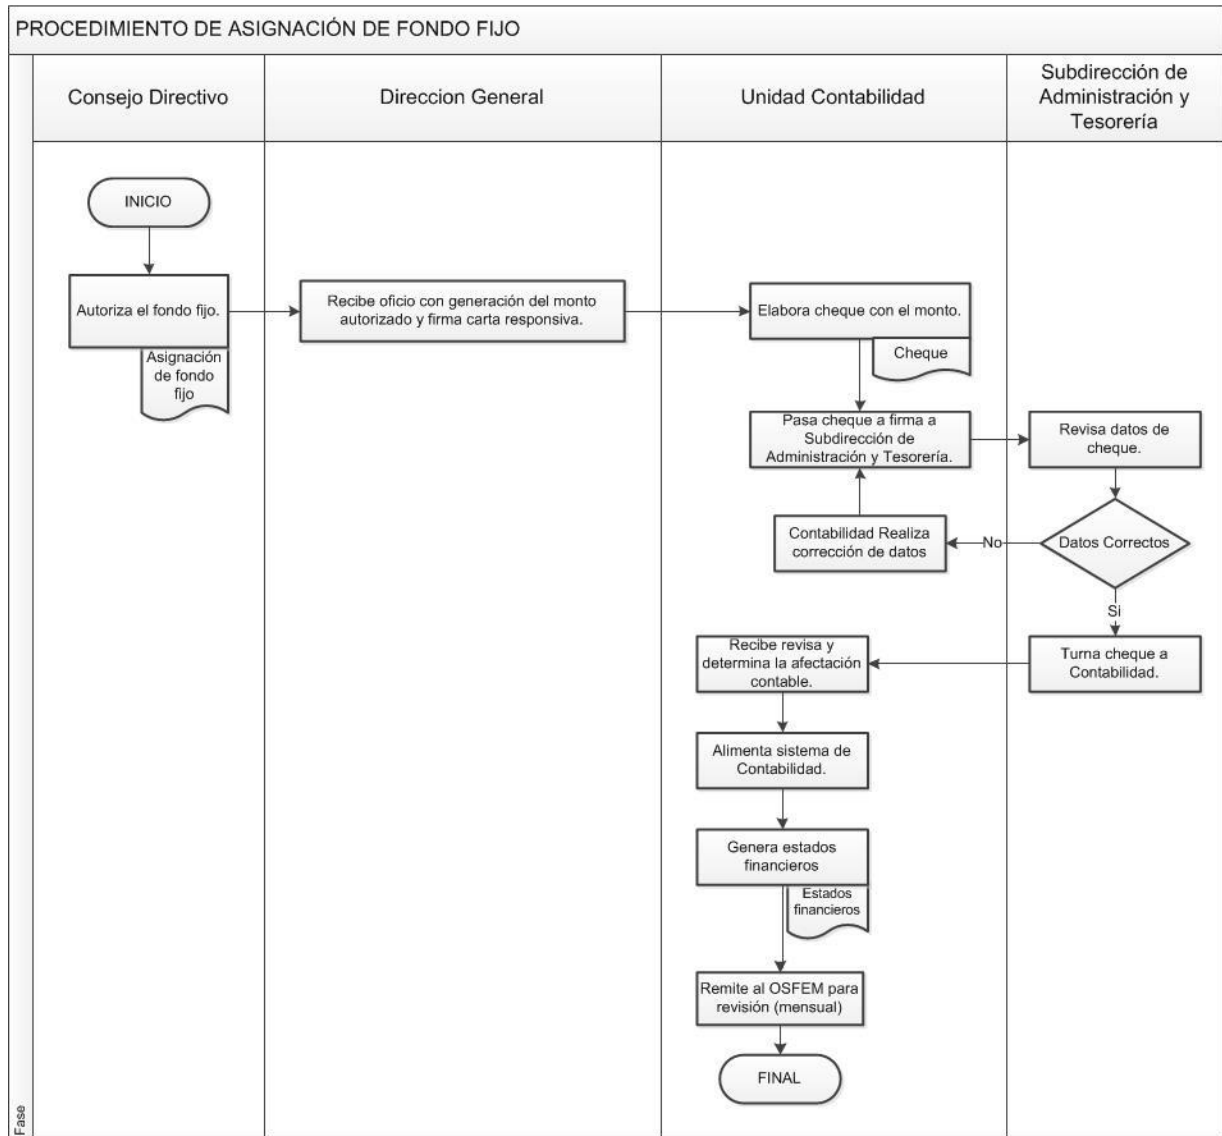 PROCEDIMIENTO DE ASIGNACIÓN DE FONDO FIJO
Consejo Directivo
Direccion General
Unidad Contabilidad
Subdirección de
Administración y
Tesorería
INICIO
Autoriza el fondo fijo.
Asignación
de fondo
fijo
Recibe oficio con generación del monto
autorizado y firma carta responsiva.
Elabora cheque con el monto.
Cheque
Pasa cheque a firma a
Subdirección de
Administración y Tesorería.
Revisa datos de
cheque.
Datos Correctos
No
Contabilidad Realiza
corrección de datos
Si
Turna cheque a
Contabilidad.
Recibe revisa y
determina la afectación
contable.
Alimenta sistema de
Contabilidad.
Genera estados
financieros
Estados
financieros
Remite al OSFEM para
revisión (mensual)
FINAL
Fase